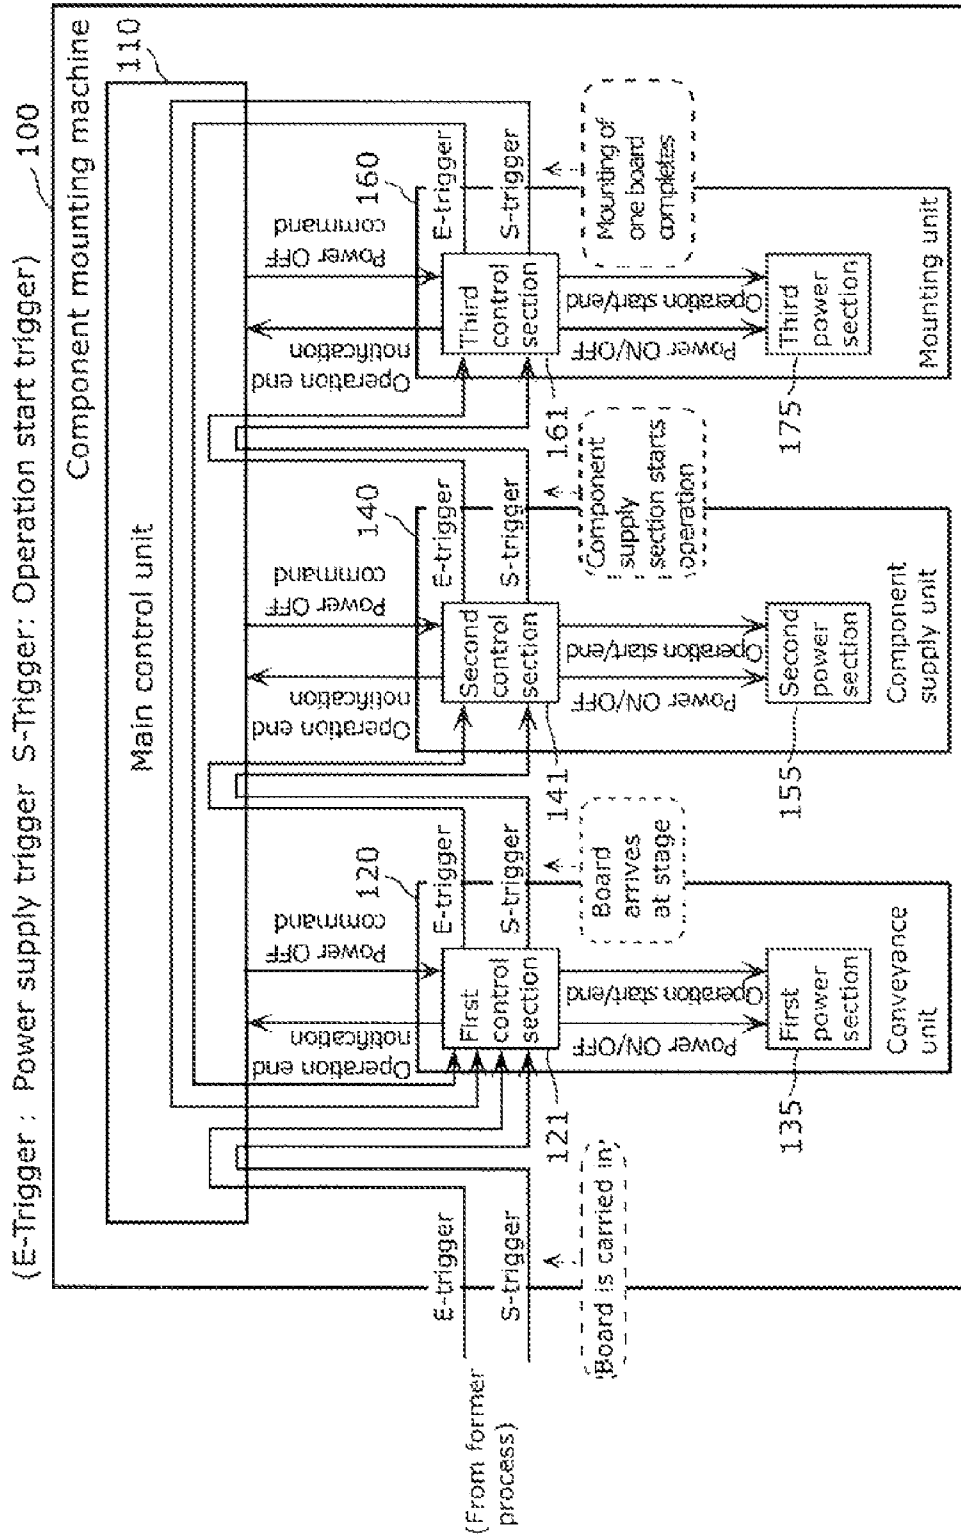 (E-Trigger : Power supply trigger S-Trigger: Operation start trigger)
100
Component mounting machine
110
Main control unit
120
140
160
Operation end
notification
Power OFF
command
Operation end
notification
Power OFF
command
Operation end
notification
Power OFF
command
E-trigger
E-trigger
E-trigger
E-trigger
S-trigger
S-trigger
S-trigger
S-trigger
(From former
process)
First
control
section
Second
control
section
Third
control
section
121
141
161
Board is carried in
Board
arrives
at stage
Component
supply
section starts
operation
Mounting of
one board
completes
Power ON/OFF
Operation start/end
Power ON/OFF
Operation start/end
Power ON/OFF
Operation start/end
135
First
power
section
155
Second
power
section
175
Third
power
section
Conveyance
unit
Component
supply unit
Mounting unit